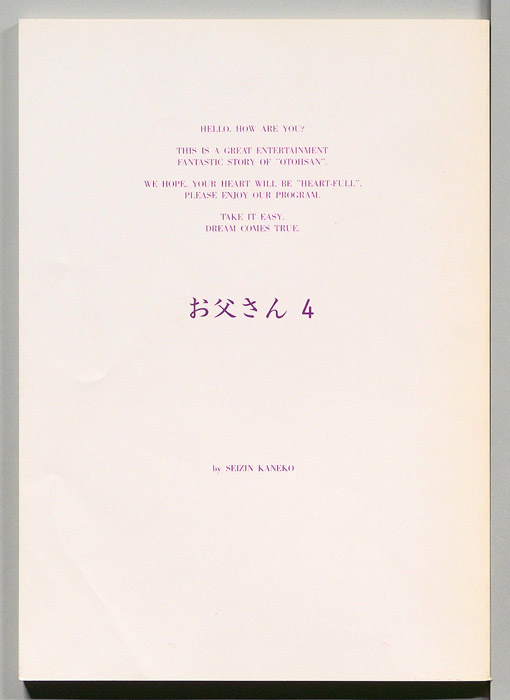 HELLO. HOW ARE YOU?
THIS IS A GREAT ENTERTAINMENT
FANTASTIC STORY OF "OTOHSAN".
WE HOPE, YOUR HEART WILL BE "HEART-FULL".
PLEASE ENJOY OUR PROGRAM.
TAKE IT EASY.
DREAM COMES TRUE.
お父さん 4
by SEIZIN KANEKO